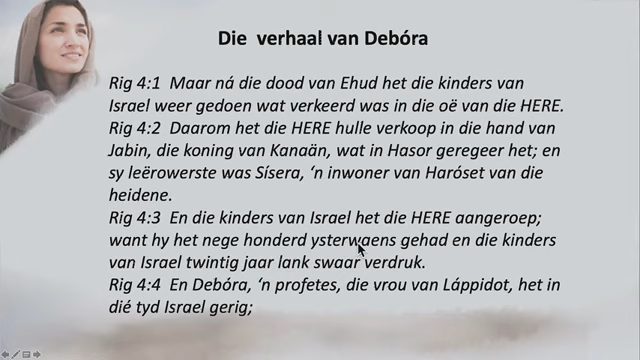 Die verhaal van Debóra
Rig 4:1 Maar ná die dood van Ehud het die kinders van
Israel weer gedoen wat verkeerd was in die oë van die HERE.
Rig 4:2 Daarom het die HERE hulle verkoop in die hand van
Jabin, die koning van Kanaän, wat in Hasor geregeer het; en
sy leërowerste was Sísera, ‘n inwoner van Haróset van die
heidene.
Rig 4:3 En die kinders van Israel het die HERE aangeroep;
want hy het nege honderd ysterwaens gehad en die kinders
van Israel twintig jaar lank swaar verdruk.
Rig 4:4 En Debóra, ‘n profetes, die vrou van Láppidot, het in
dié tyd Israel gerig;